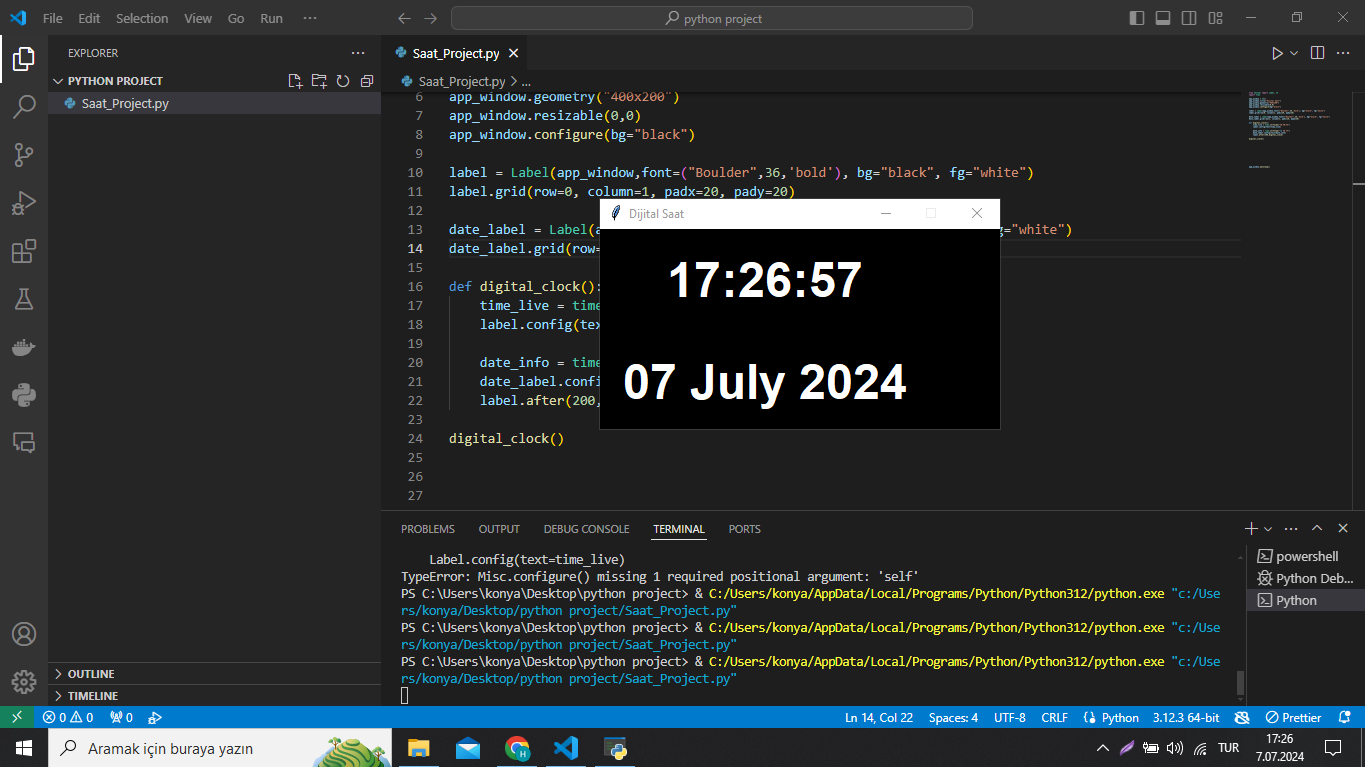 File Edit Selection View Go Run ···
python project
EXPLORER ···
PYTHON PROJECT
Saat_Project.py
Saat_Project.py
Saat_Project.py > ...
6 app_window.geometry("400x200")
7 app_window.resizable(0,0)
8 app_window.configure(bg="black")
9
10 label = Label(app_window,font=("Boulder",36,'bold'), bg="black", fg="white")
11 label.grid(row=0, column=1, padx=20, pady=20)
12
13 date_label = Label( ="white")
14 date_label.grid(row=
15
16 def digital_clock():
17 time_live = time
18 label.config(tex
19
20 date_info = time
21 date_label.confi
22 label.after(200,
23
24 digital_clock()
25
26
27
Dijital Saat
17:26:57
07 July 2024
PROBLEMS OUTPUT DEBUG CONSOLE TERMINAL PORTS
Label.config(text=time_live)
TypeError: Misc.configure() missing 1 required positional argument: 'self'
PS C:\Users\konya\Desktop\python project> & C:/Users/konya/AppData/Local/Programs/Python/Python312/python.exe "c:/Use
rs/konya/Desktop/python project/Saat_Project.py"
PS C:\Users\konya\Desktop\python project> & C:/Users/konya/AppData/Local/Programs/Python/Python312/python.exe "c:/Use
rs/konya/Desktop/python project/Saat_Project.py"
PS C:\Users\konya\Desktop\python project> & C:/Users/konya/AppData/Local/Programs/Python/Python312/python.exe "c:/Use
rs/konya/Desktop/python project/Saat_Project.py"
powershell
Python Deb...
Python
OUTLINE
TIMELINE
0 0 0
Ln 14, Col 22 Spaces: 4 UTF-8 CRLF Python 3.12.3 64-bit Prettier
Aramak için buraya yazın
TUR
17:26
7.07.2024